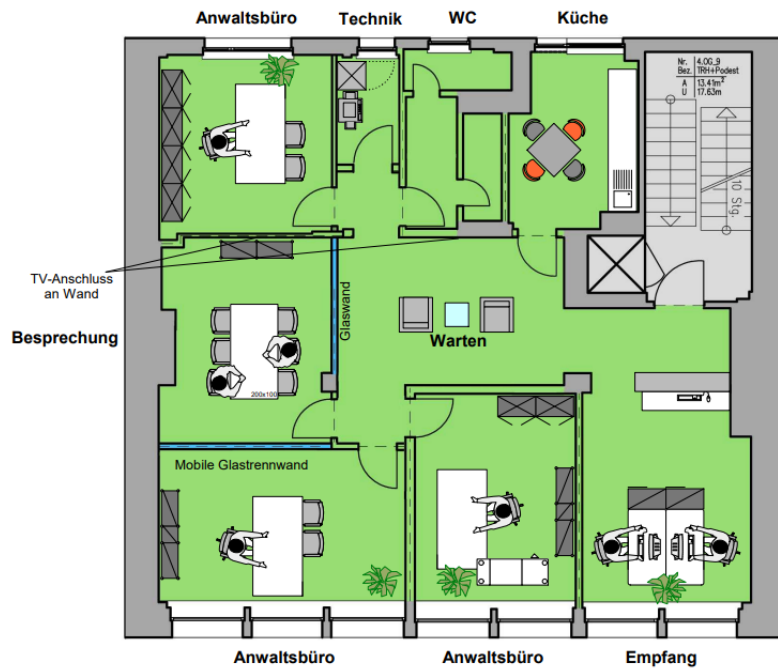 Anwaltsbüro
Technik
WC
Küche
Nr. 4.OG_9
Bez. TRH+Podest
A 13.41m²
U 17.63m
10 Stg.
TV-Anschluss
an Wand
Glaswand
Besprechung
Warten
200x100
Mobile Glastrennwand
Anwaltsbüro
Anwaltsbüro
Empfang